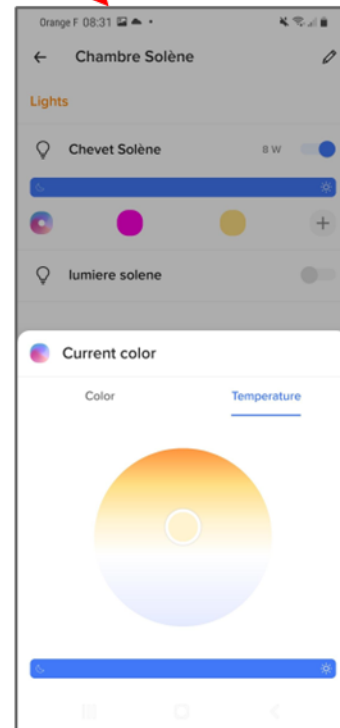 Orange F 08:31
Chambre Solène
Lights
Chevet Solène 8 W
lumiere solene
Current color
Color Temperature